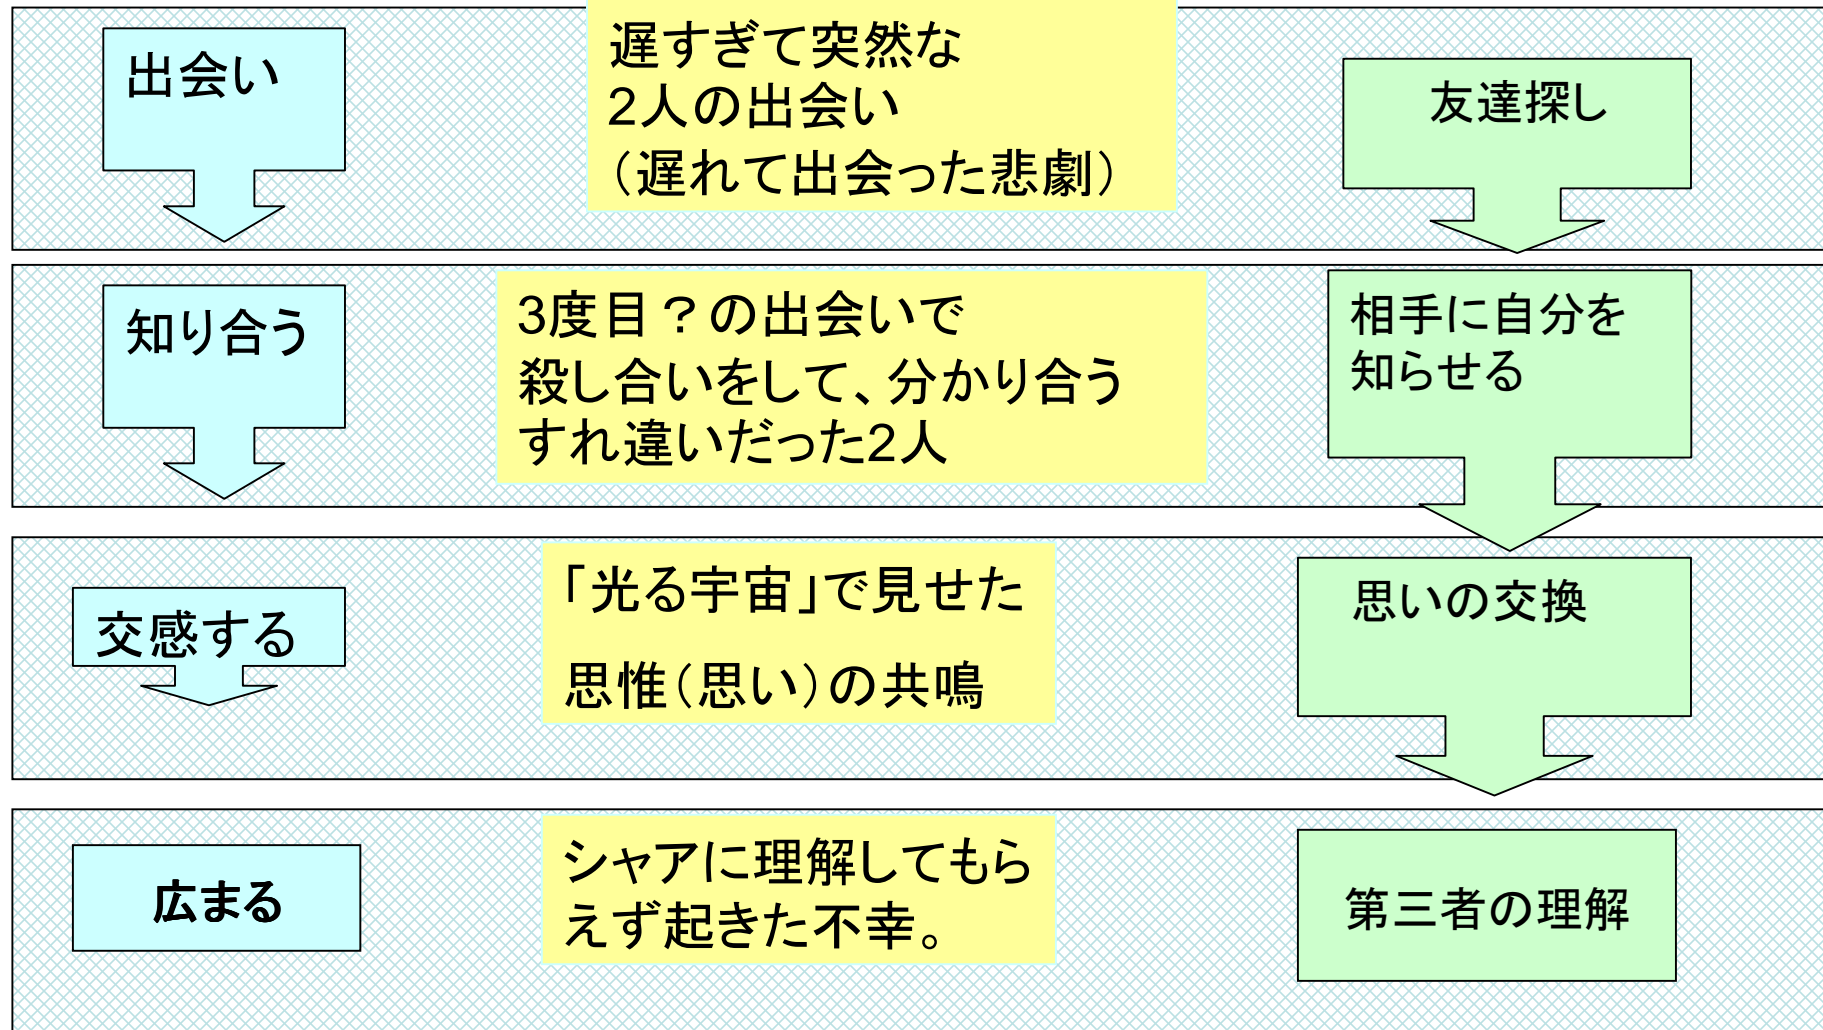 出会い
遅すぎて突然な
2人の出会い
（遅れて出会った悲劇）
友達探し
知り合う
3度目？の出会いで
殺し合いをして、分かり合う
すれ違いだった2人
相手に自分を
知らせる
交感する
「光る宇宙」で見せた
思惟（思い）の共鳴
思いの交換
広まる
シャアに理解してもら
えず起きた不幸。
第三者の理解